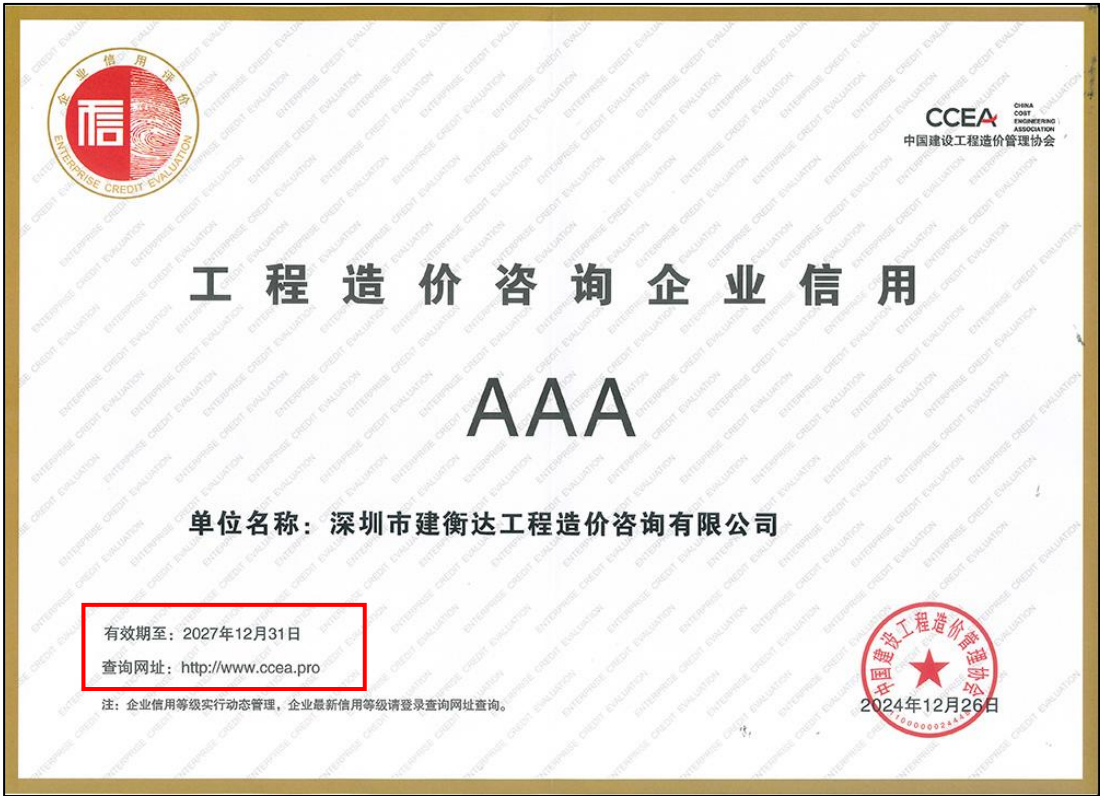 企业信用评价
信
ENTERPRISE CREDIT EVALUATION
CCEA
CHINA
COST
ENGINEERING
ASSOCIATION
中国建设工程造价管理协会
工程造价咨询企业信用
AAA
单位名称：深圳市建衡达工程造价咨询有限公司
有效期至：2027年12月31日
查询网址：http://www.ccea.pro
注：企业信用等级实行动态管理，企业最新信用等级请登录查询网址查询。
中国建设工程造价管理协会
2024年12月26日